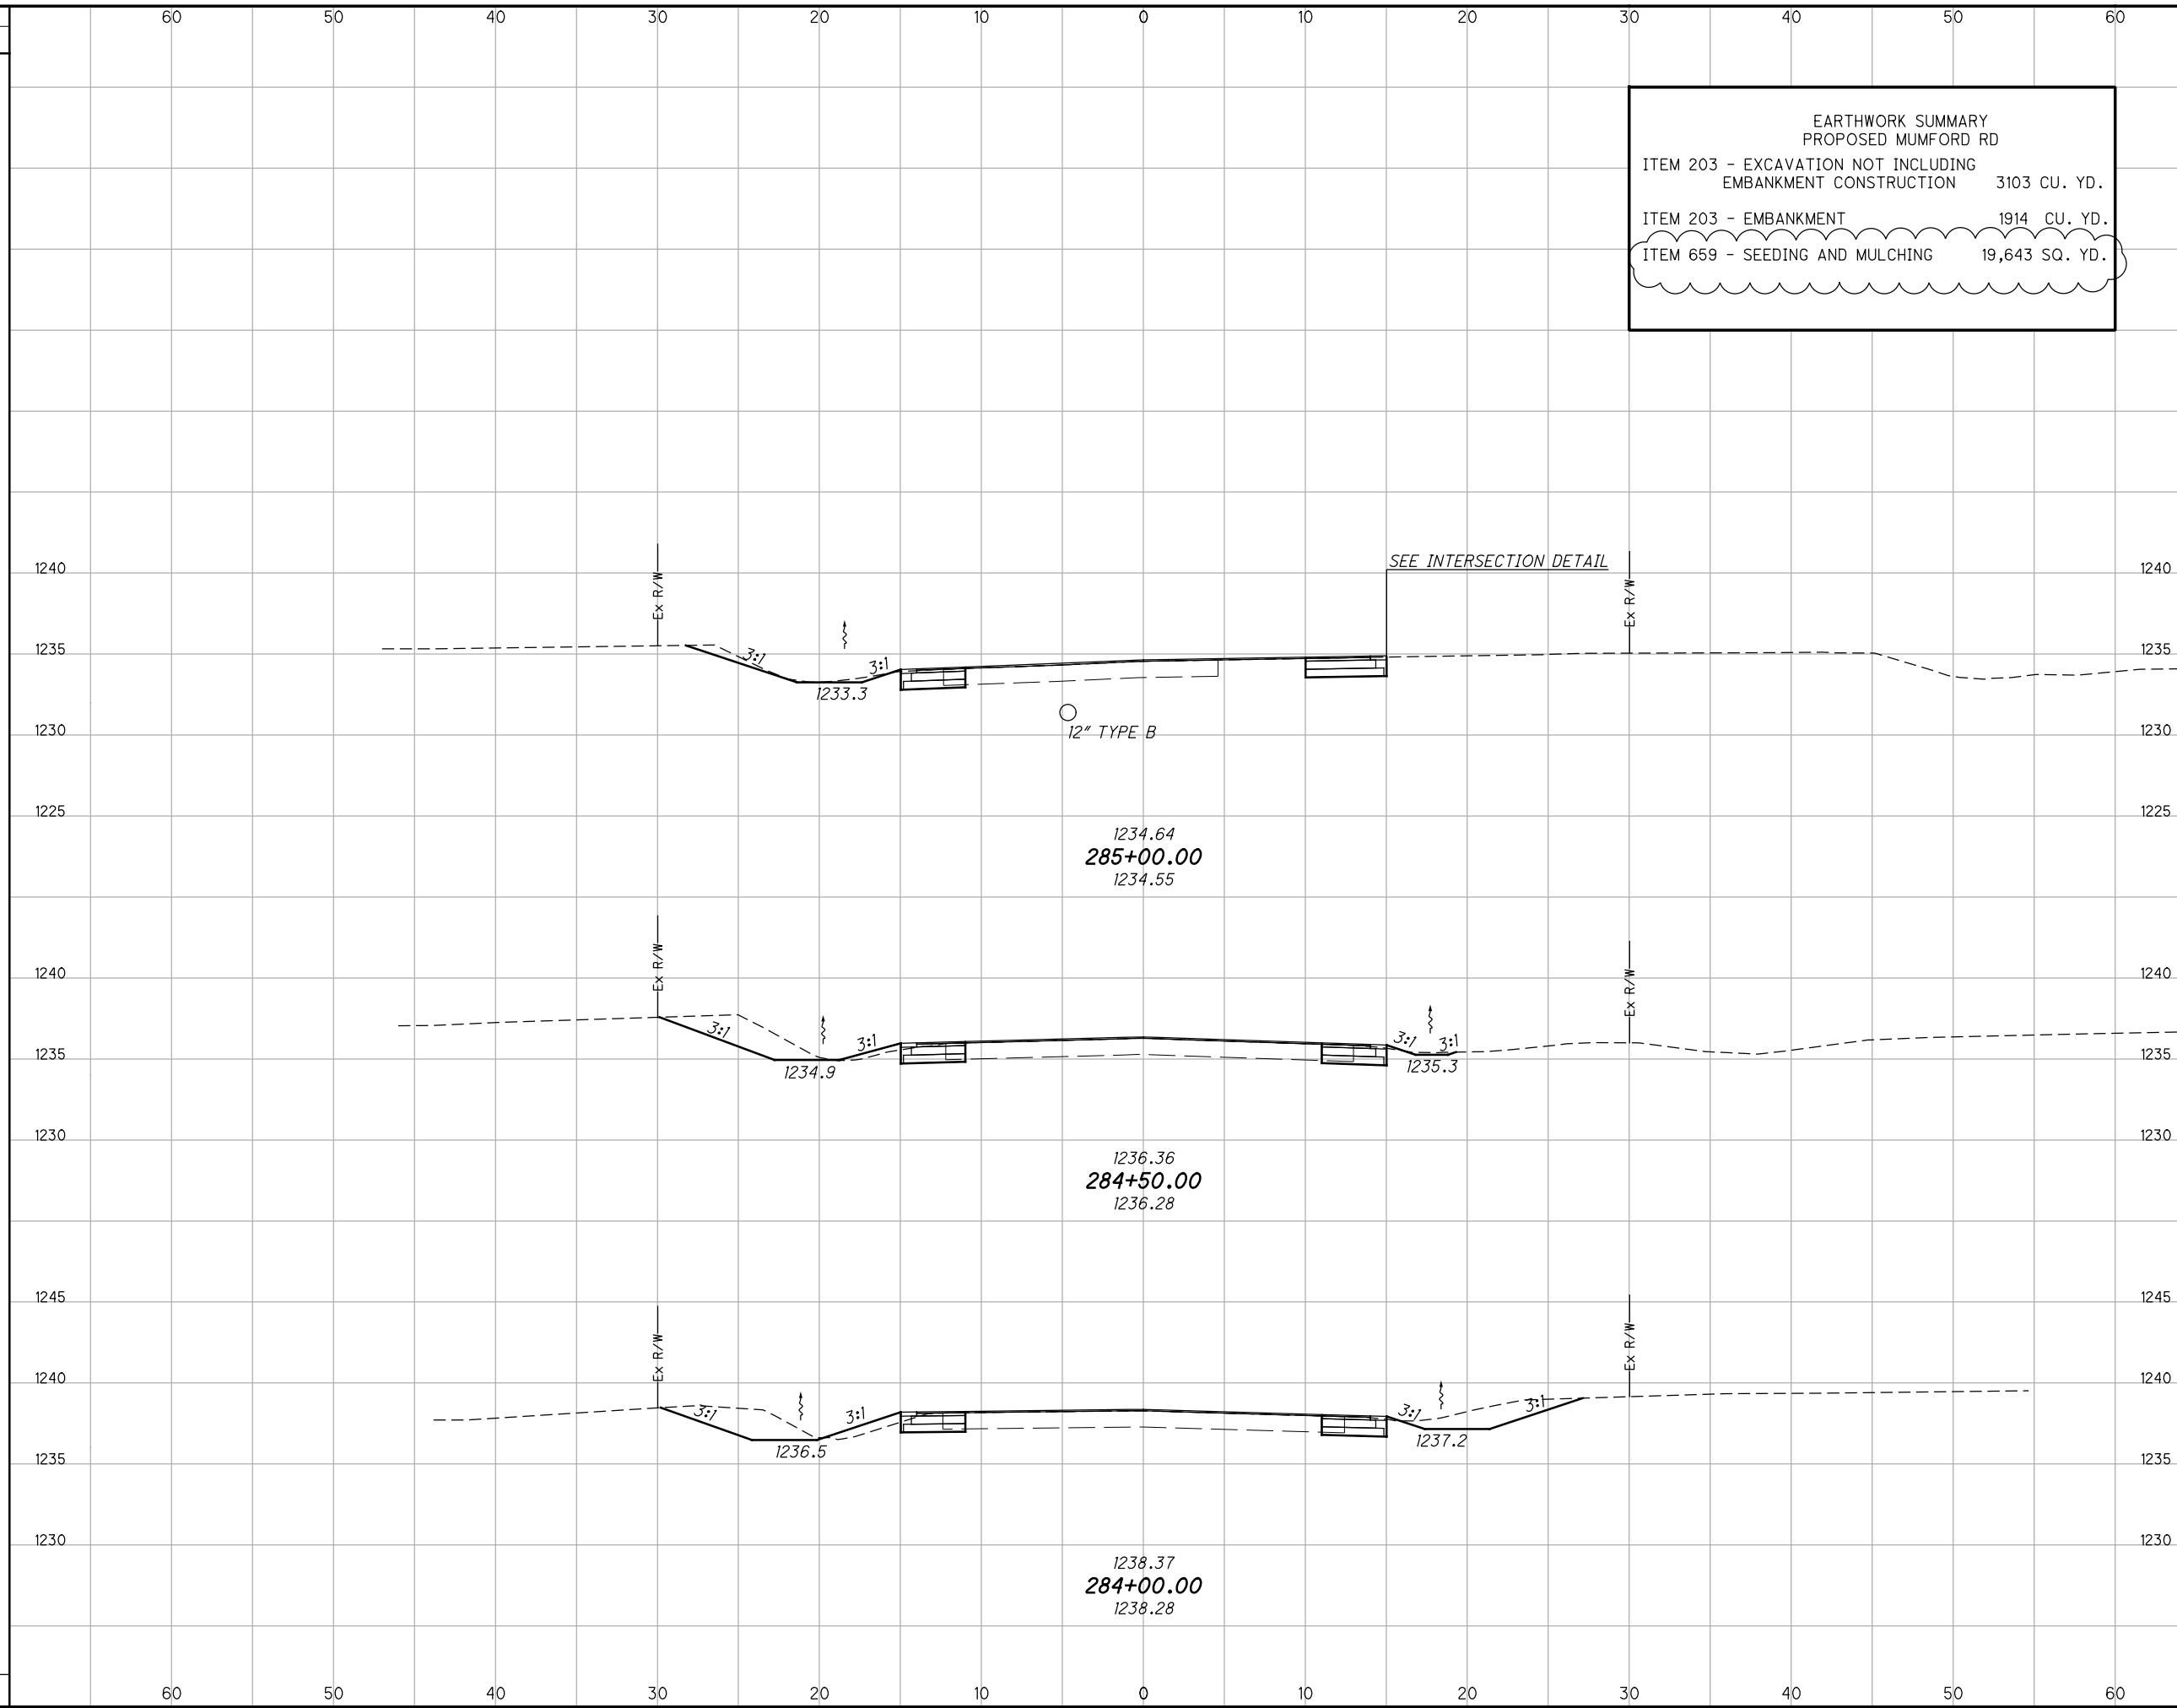 60 50 40 30 20 10 0 10 20 30 40 50 60
EARTHWORK SUMMARY
PROPOSED MUMFORD RD
ITEM 203 - EXCAVATION NOT INCLUDING
EMBANKMENT CONSTRUCTION 3103 CU. YD.
ITEM 203 - EMBANKMENT 1914 CU. YD.
ITEM 659 - SEEDING AND MULCHING 19,643 SQ. YD.
SEE INTERSECTION DETAIL
1240 1240
Ex R/W Ex R/W
1235 1235
3:1 3:1
1233.3
12" TYPE B
1230 1230
1225 1225
1234.64
285+00.00
1234.55
Ex R/W Ex R/W
1240 1240
3:1 3:1 3:1 3:1
1235 1235
1234.9 1235.3
1230 1230
1236.36
284+50.00
1236.28
1245 1245
Ex R/W Ex R/W
1240 1240
3:1 3:1 3:1 3:1
1236.5 1237.2
1235 1235
1230 1230
1238.37
284+00.00
1238.28
60 50 40 30 20 10 0 10 20 30 40 50 60